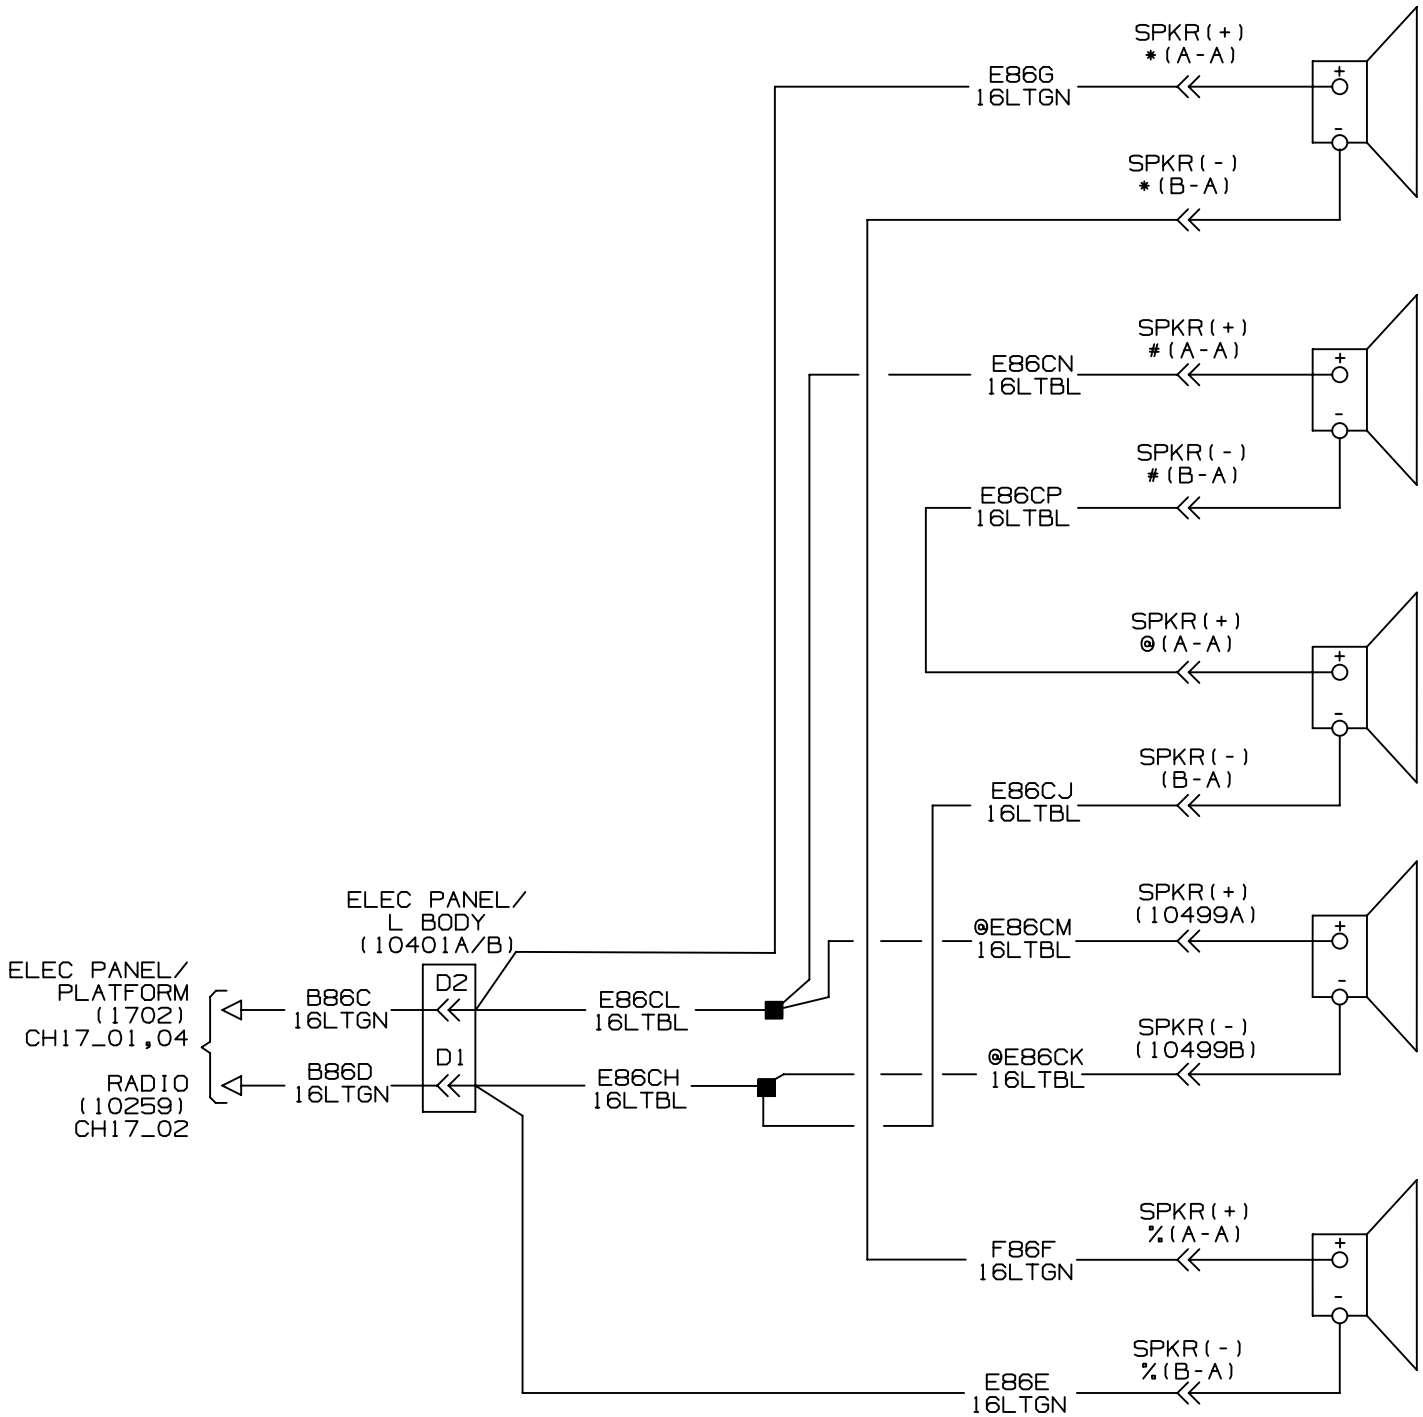 SPKR(+)
*(A-A)
+
E86G
16LTGN
-
SPKR(-)
*(B-A)
SPKR(+)
#(A-A)
+
E86CN
16LTBL
-
SPKR(-)
#(B-A)
E86CP
16LTBL
SPKR(+)
@(A-A)
+
-
SPKR(-)
(B-A)
E86CJ
16LTBL
ELEC PANEL/
L BODY
(10401A/B)
SPKR(+)
(10499A)
+
@E86CM
16LTBL
ELEC PANEL/
PLATFORM
(1702)
CH17_01,04
B86C
16LTGN
D2
E86CL
16LTBL
-
SPKR(-)
(10499B)
@E86CK
16LTBL
RADIO
(10259)
CH17_02
B86D
16LTGN
D1
E86CH
16LTBL
SPKR(+)
%(A-A)
+
F86F
16LTGN
-
SPKR(-)
%(B-A)
E86E
16LTGN